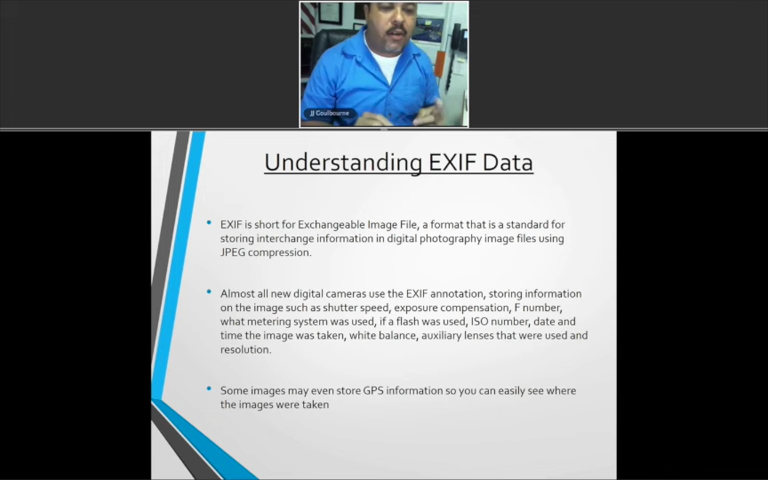 JJ Coulbourne
Understanding EXIF Data
• EXIF is short for Exchangeable Image File, a format that is a standard for
storing interchange information in digital photography image files using
JPEG compression.
• Almost all new digital cameras use the EXIF annotation, storing information
on the image such as shutter speed, exposure compensation, F number,
what metering system was used, if a flash was used, ISO number, date and
time the image was taken, white balance, auxiliary lenses that were used and
resolution.
• Some images may even store GPS information so you can easily see where
the images were taken